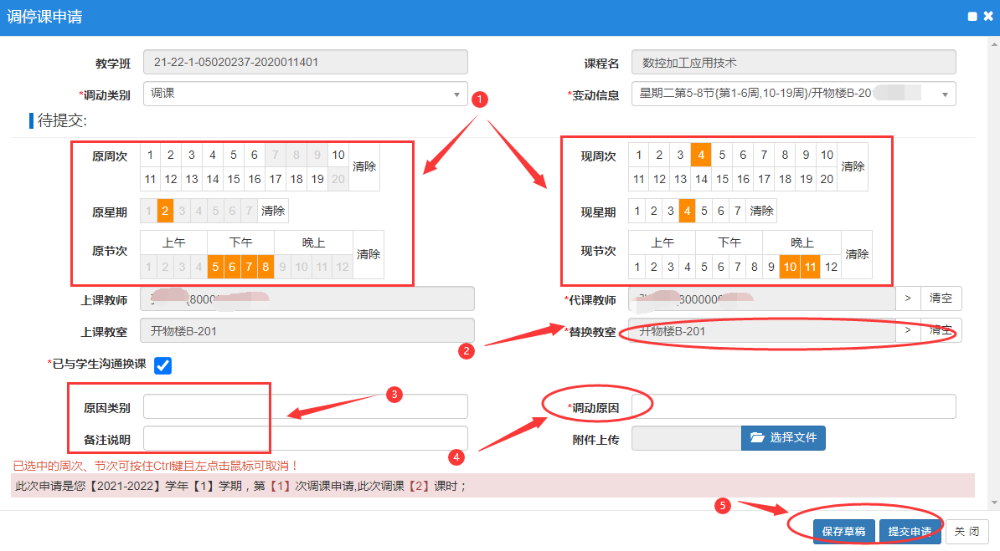 调停课申请
教学班 21-22-1-05020237-2020011401 课程名 数控加工应用技术
*调动类别 调课 *变动信息 星期二第5-8节{第1-6周,10-19周}/开物楼B-20
1
待提交:
原周次 1 2 3 4 5 6 7 8 9 10
11 12 13 14 15 16 17 18 19 20 清除
原星期 1 2 3 4 5 6 7 清除
原节次 上午 下午 晚上
1 2 3 4 5 6 7 8 9 10 11 12 清除
现周次 1 2 3 4 5 6 7 8 9 10
11 12 13 14 15 16 17 18 19 20 清除
现星期 1 2 3 4 5 6 7 清除
现节次 上午 下午 晚上
1 2 3 4 5 6 7 8 9 10 11 12 清除
上课教师 (8000 *代课教师 800000 > 清空
上课教室 开物楼B-201 *替换教室 开物楼B-201 > 清空
2
*已与学生沟通换课
3
原因类别 *调动原因
备注说明 附件上传 选择文件
4
已选中的周次、节次可按住Ctrl键且左点击鼠标可取消！
此次申请是您【2021-2022】学年【1】学期，第【1】次调课申请,此次调课【2】课时；
5
保存草稿 提交申请 关 闭